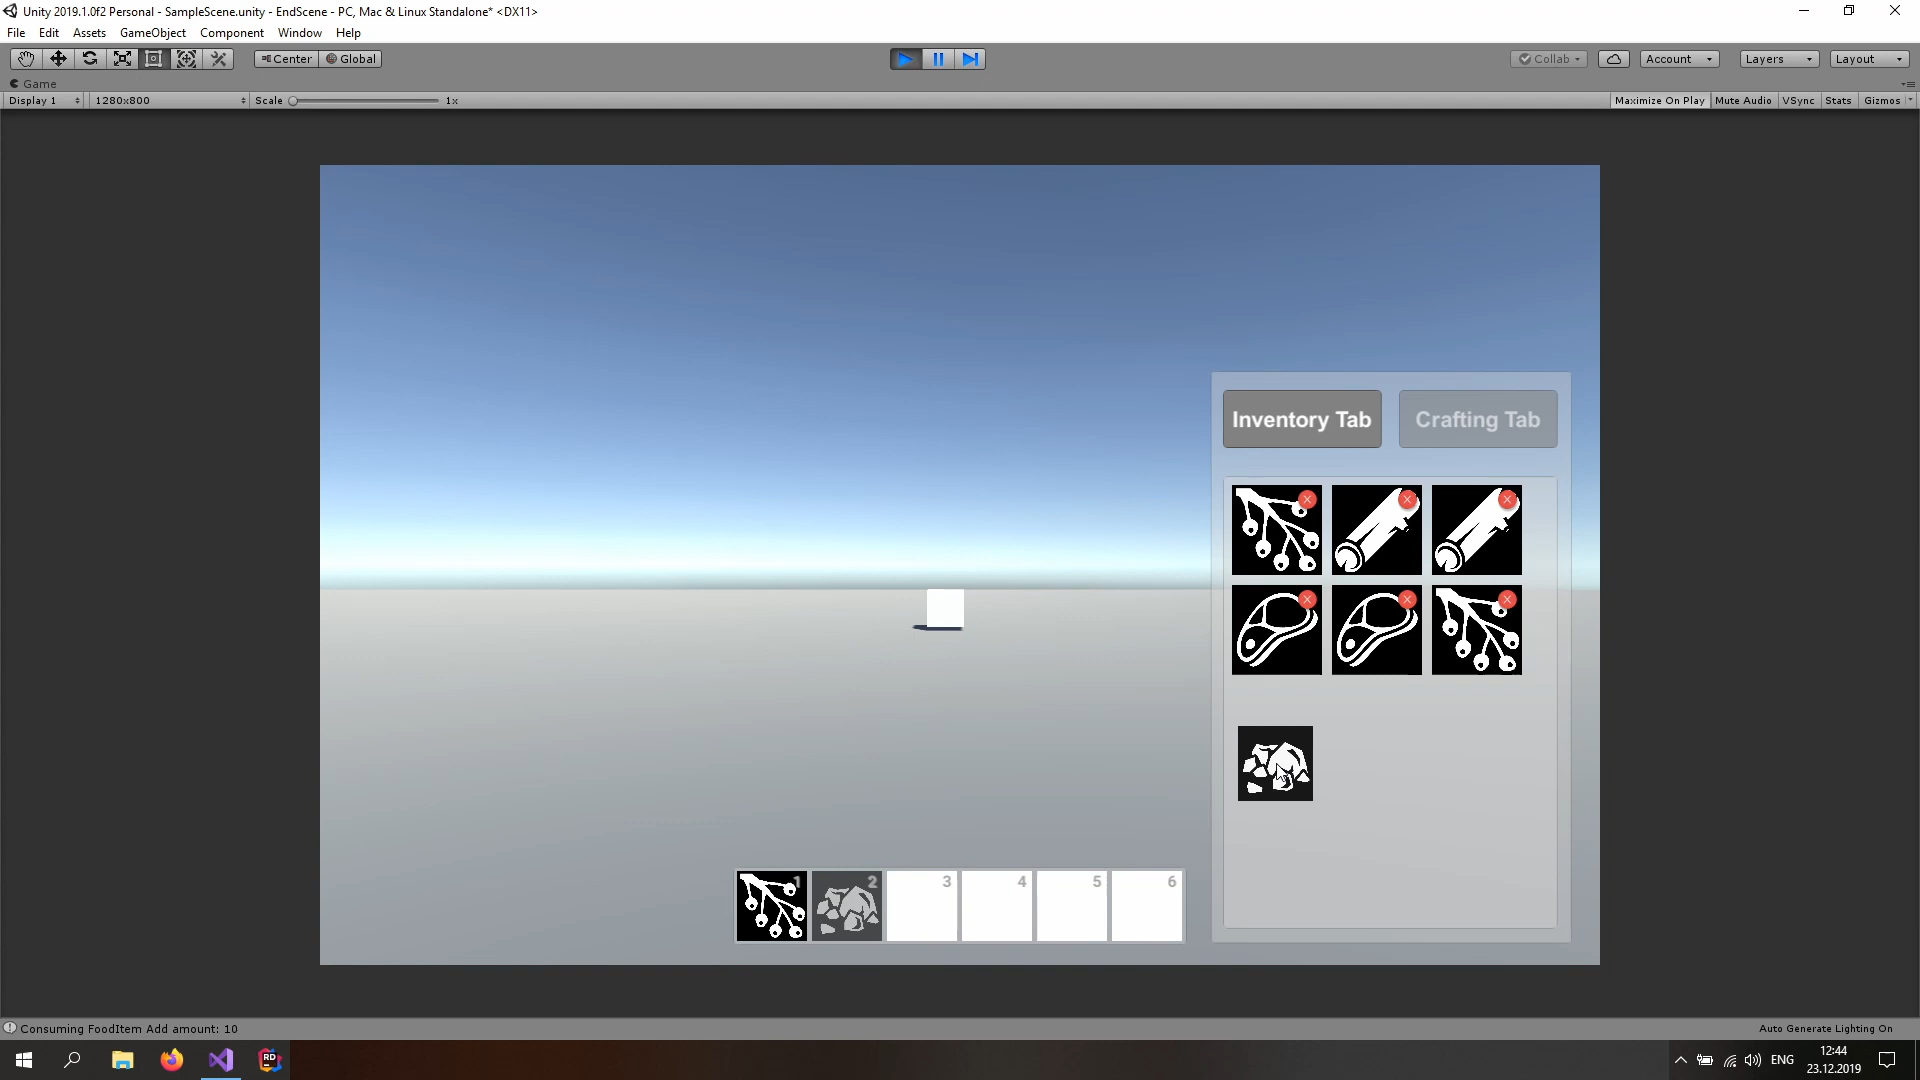 Unity 2019.1.0f2 Personal - SampleScene.unity - EndScene - PC, Mac & Linux Standalone* <DX11>
File Edit Assets GameObject Component Window Help
Center Global Collab Account Layers Layout
Game
Display 1 1280x800 Scale 1x Maximize On Play Mute Audio VSync Stats Gizmos
Inventory Tab Crafting Tab
1 2 3 4 5 6
Consuming FoodItem Add amount: 10 Auto Generate Lighting On
RD ENG 12:44
23.12.2019